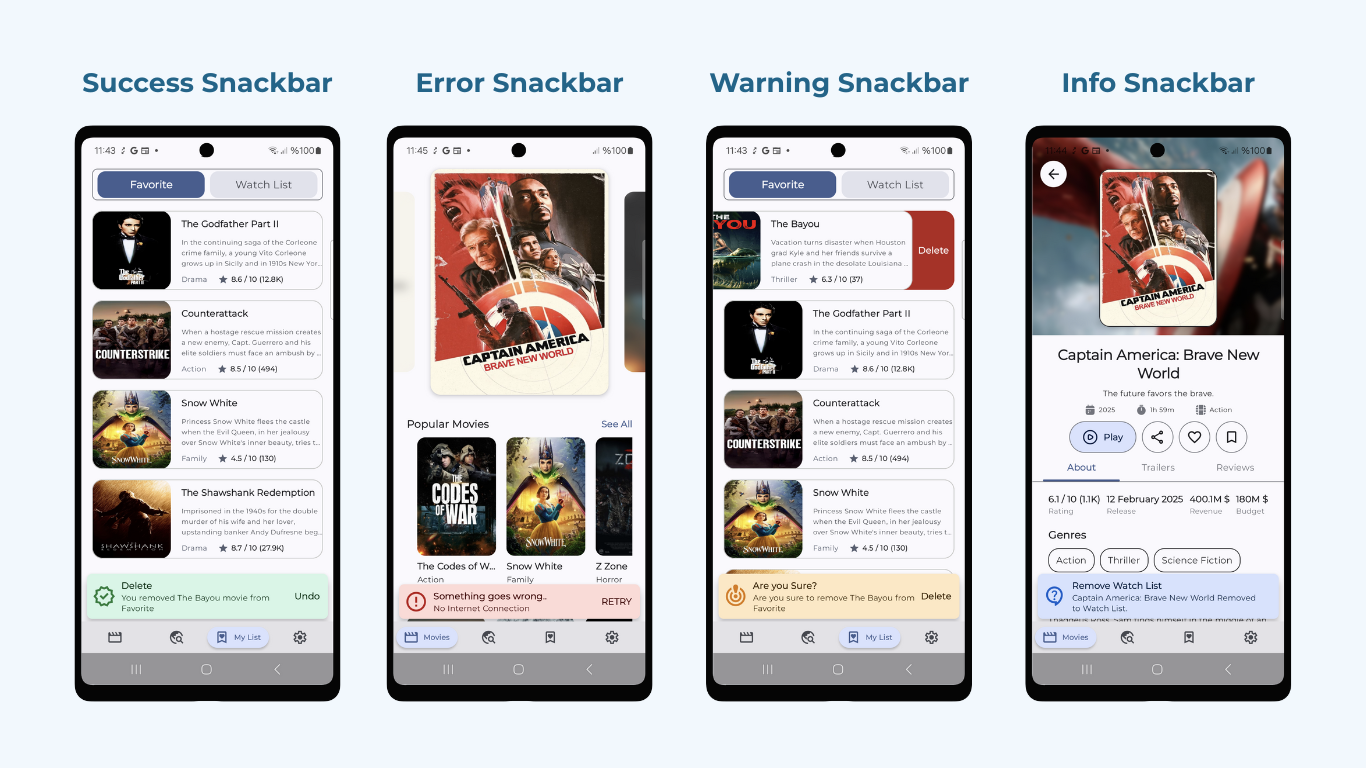 Success Snackbar
Error Snackbar
Warning Snackbar
Info Snackbar
11:43
%100
Favorite
Watch List
The Godfather Part II
In the continuing saga of the Corleone
crime family, a young Vito Corleone
grows up in Sicily and in 1910s New Yor...
Drama
8.6 / 10 (12.8K)
Counterattack
When a hostage rescue mission creates
a new enemy, Capt. Guerrero and his
elite soldiers must face an ambush by ...
Action
8.5 / 10 (494)
COUNTERSTRIKE
Snow White
Princess Snow White flees the castle
when the Evil Queen, in her jealousy
over Snow White's inner beauty, tries t...
Family
4.5 / 10 (130)
SNOW WHITE
The Shawshank Redemption
Imprisoned in the 1940s for the double
murder of his wife and her lover,
upstanding banker Andy Dufresne beg...
Drama
8.7 / 10 (27.9K)
SHAWSHANK
Delete
You removed The Bayou movie from
Favorite
Undo
My List
11:45
%100
CAPTAIN AMERICA
BRAVE NEW WORLD
Popular Movies
See All
THE
CODES
OF WAR
SNOW WHITE
The Codes of W...
Action
Snow White
Family
Z Zone
Horror
Something goes wrong..
No Internet Connection
RETRY
Movies
11:43
%100
Favorite
Watch List
THE
YOU
The Bayou
Vacation turns disaster when Houston
grad Kyle and her friends survive a
plane crash in the desolate Louisiana ...
Thriller
6.3 / 10 (37)
Delete
The Godfather Part II
In the continuing saga of the Corleone
crime family, a young Vito Corleone
grows up in Sicily and in 1910s New Yor...
Drama
8.6 / 10 (12.8K)
Counterattack
When a hostage rescue mission creates
a new enemy, Capt. Guerrero and his
elite soldiers must face an ambush by ...
Action
8.5 / 10 (494)
COUNTERSTRIKE
Snow White
Princess Snow White flees the castle
when the Evil Queen, in her jealousy
over Snow White's inner beauty, tries t...
Family
4.5 / 10 (130)
SNOW WHITE
Are you Sure?
Are you sure to remove The Bayou from
Favorite
Delete
My List
11:44
%100
CAPTAIN AMERICA
BRAVE NEW WORLD
Captain America: Brave New
World
The future favors the brave.
2025
1h 59m
Action
Play
About
Trailers
Reviews
6.1 / 10 (1.1K)
12 February 2025
400.1M $
180M $
Rating
Release
Revenue
Budget
Genres
Action
Thriller
Science Fiction
Remove Watch List
Captain America: Brave New World Removed
to Watch List.
Movies